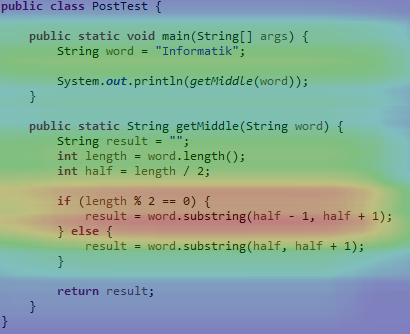 public class PostTest {
public static void main(String[] args) {
String word = "Informatik";
System.out.println(getMiddle(word));
}
public static String getMiddle(String word) {
String result = "";
int length = word.length();
int half = length / 2;
if (length % 2 == 0) {
result = word.substring(half - 1, half + 1);
} else {
result = word.substring(half, half + 1);
}
return result;
}
}